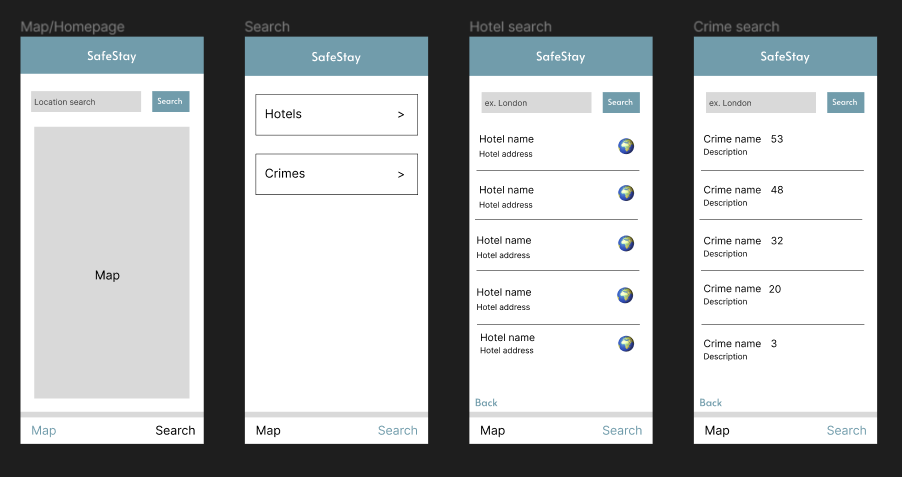 Map/Homepage
SafeStay
Location search
Search
Map
Map
Search
Search
SafeStay
Hotels >
Crimes >
Map
Search
Hotel search
SafeStay
ex. London
Search
Hotel name
Hotel address
Hotel name
Hotel address
Hotel name
Hotel address
Hotel name
Hotel address
Hotel name
Hotel address
Back
Map
Search
Crime search
SafeStay
ex. London
Search
Crime name 53
Description
Crime name 48
Description
Crime name 32
Description
Crime name 20
Description
Crime name 3
Description
Back
Map
Search